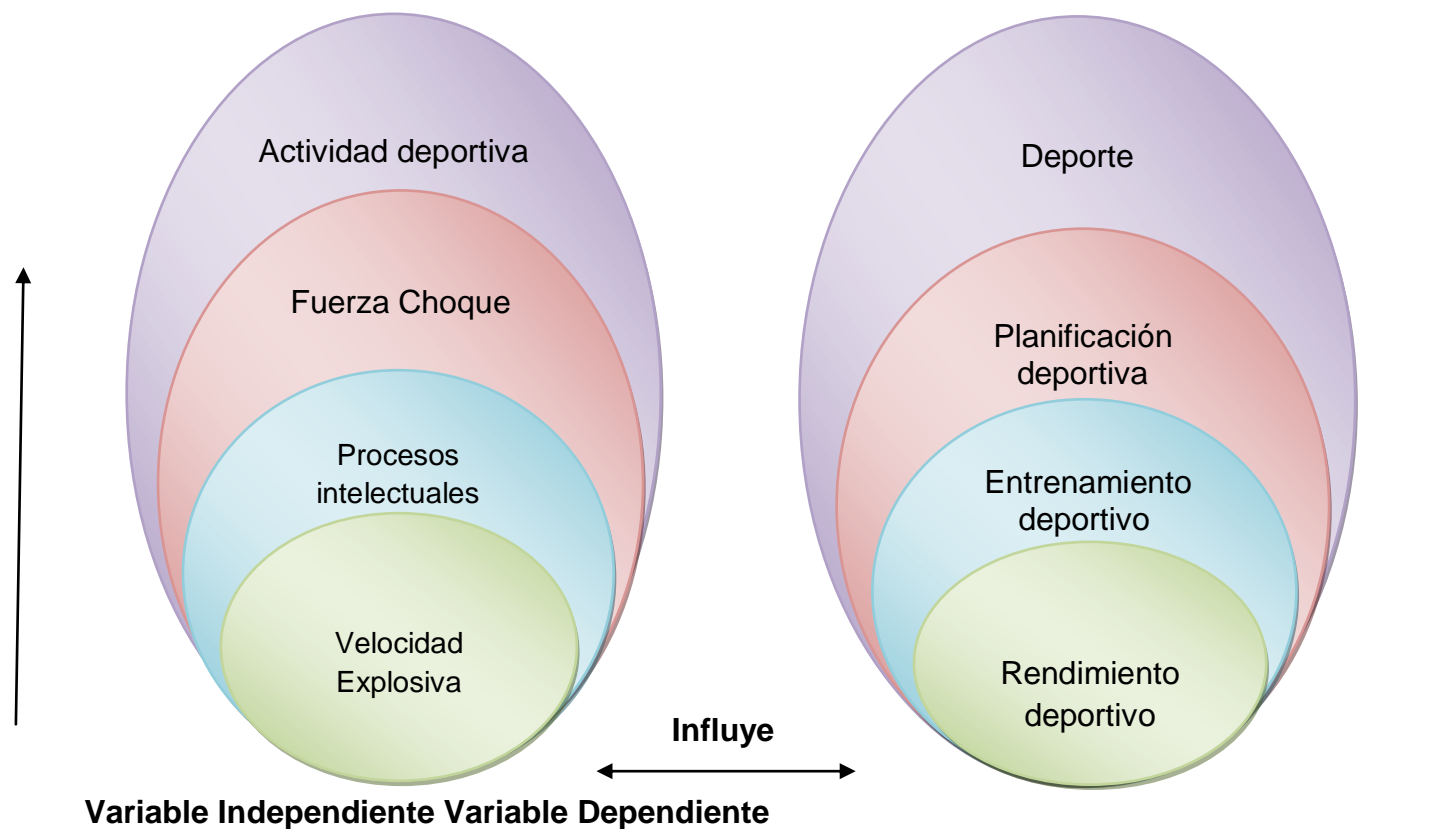 Actividad deportiva
Fuerza Choque
Procesos
intelectuales
Velocidad
Explosiva
Deporte
Planificación
deportiva
Entrenamiento
deportivo
Rendimiento
deportivo
Influye
Variable Independiente Variable Dependiente